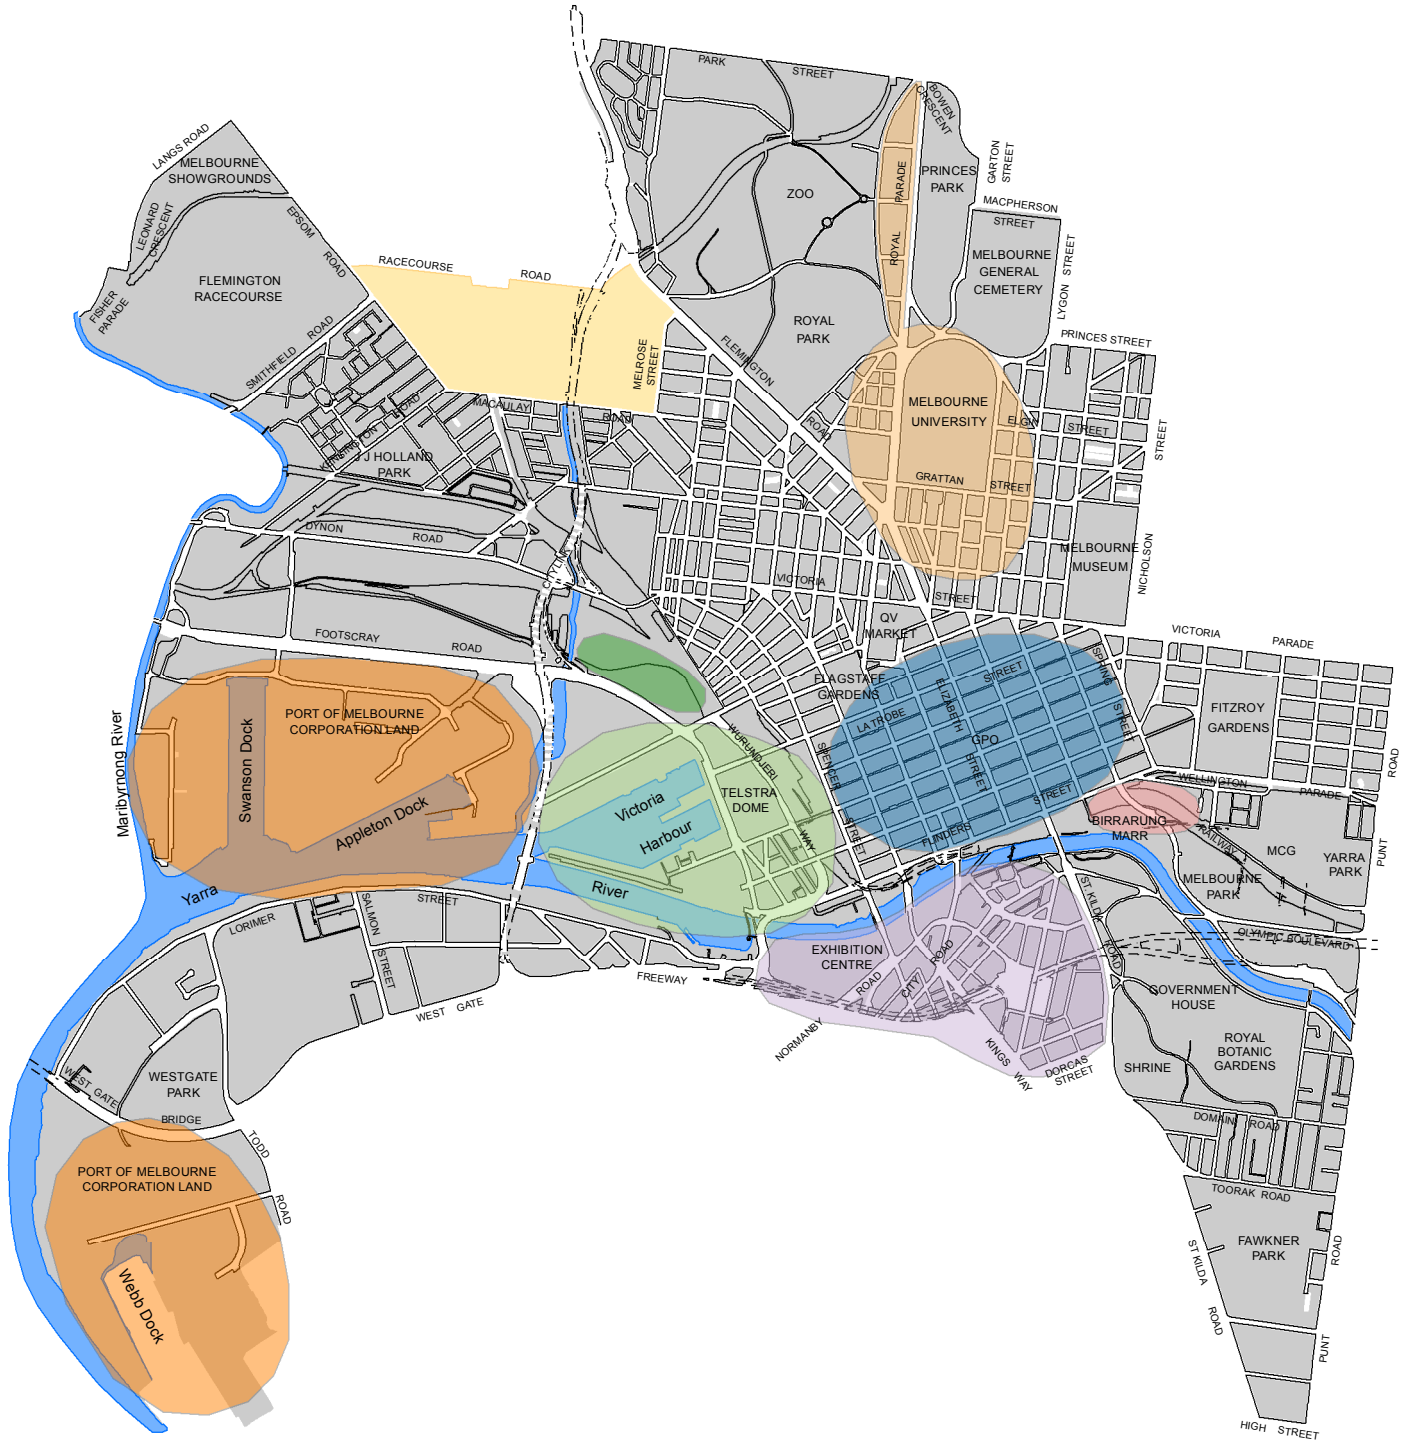 PARK
STREET
BOWEN
CRESCENT
LANGS ROAD
MELBOURNE
SHOWGROUNDS
GARTON
STREET
PRINCES
PARK
ZOO
ROYAL
PARADE
MACPHERSON
STREET
LEONARD
CRESCENT
EPSOM
ROAD
MELBOURNE
GENERAL
CEMETERY
LYGON STREET
RACECOURSE
ROAD
FLEMINGTON
RACECOURSE
FISHER
PARADE
SMITHFIELD ROAD
ROYAL
PARK
PRINCES STREET
MELROSE
STREET
FLEMINGTON
ROAD
MACAULAY
ROAD
KENSINGTON ROAD
J J HOLLAND
PARK
MELBOURNE
UNIVERSITY
ELGIN
STREET
STREET
NICHOLSON
GRATTAN
STREET
DYNON
ROAD
CITYLINK
MELBOURNE
MUSEUM
VICTORIA
STREET
QV
MARKET
FOOTSCRAY
ROAD
VICTORIA
PARADE
SPRING
STREET
FLAGSTAFF
GARDENS
LA TROBE
STREET
ELIZABETH
STREET
GPO
FITZROY
GARDENS
PORT OF MELBOURNE
CORPORATION LAND
Swanson Dock
Appleton Dock
Mariibyrnong River
WURUNDJERI
WAY
SPENCER
STREET
TELSTRA
DOME
Victoria
Harbour
FLINDERS
STREET
WELLINGTON
PARADE
ROAD
PUNT
BIRRARUNG
MARR
RAILWAY
MCG
YARRA
PARK
MELBOURNE
PARK
Yarra
River
LORIMER
STREET
SALMON
STREET
ST KILDA
ROAD
OLYMPIC BOULEVARD
EXHIBITION
CENTRE
CITY
ROAD
NORMANBY
ROAD
WEST GATE
FREEWAY
GOVERNMENT
HOUSE
KINGS WAY
DORCAS
STREET
ROYAL
BOTANIC
GARDENS
SHRINE
WEST GATE
BRIDGE
WESTGATE
PARK
TODD
ROAD
DOMAIN ROAD
PORT OF MELBOURNE
CORPORATION LAND
Webb Dock
TOORAK ROAD
FAWKNER
PARK
ST KILDA
ROAD
ROAD
PUNT
HIGH STREET